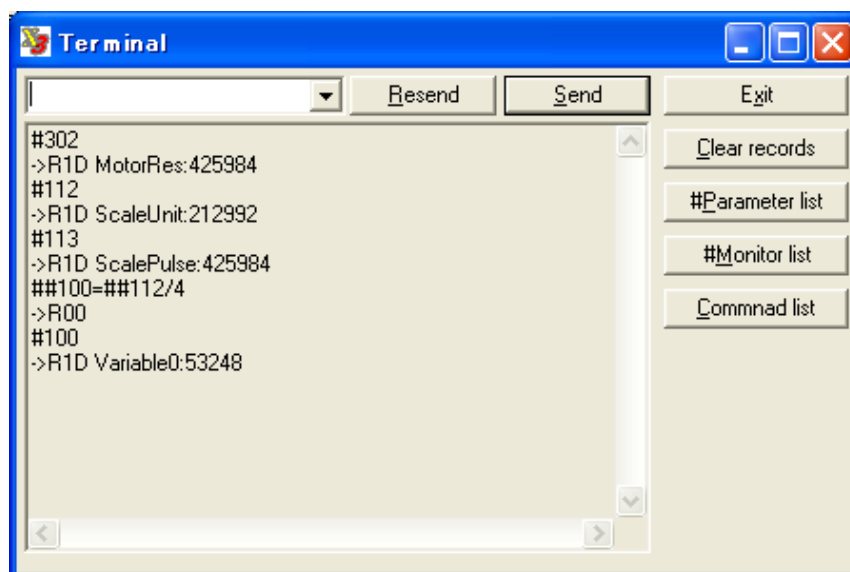 Terminal
Resend
Send
Exit
#302
->R1D MotorRes:425984
#112
->R1D ScaleUnit:212992
#113
->R1D ScalePulse:425984
##100=##112/4
->R00
#100
->R1D Variable0:53248
Clear records
#Parameter list
#Monitor list
Commnad list